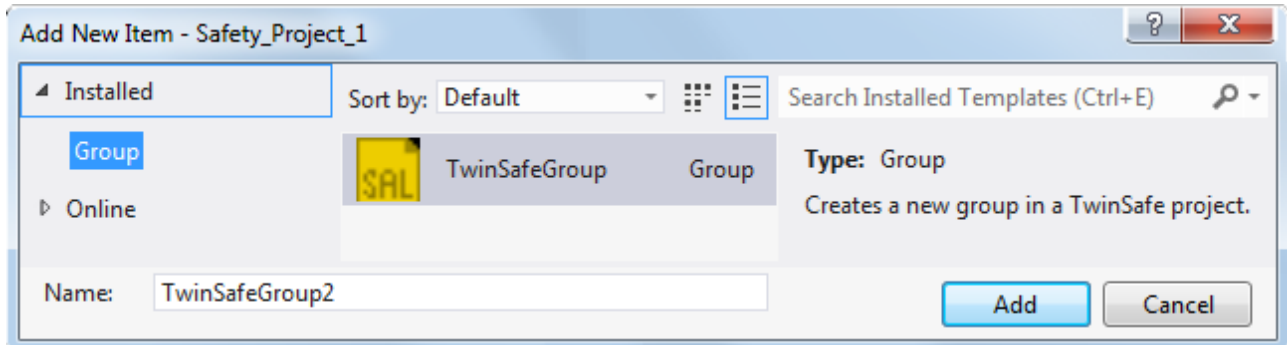 Add New Item - Safety_Project_1
Installed
Sort by: Default
Search Installed Templates (Ctrl+E)
Group
SAL
TwinSafeGroup Group
Type: Group
Creates a new group in a TwinSafe project.
Online
Name: TwinSafeGroup2
Add Cancel